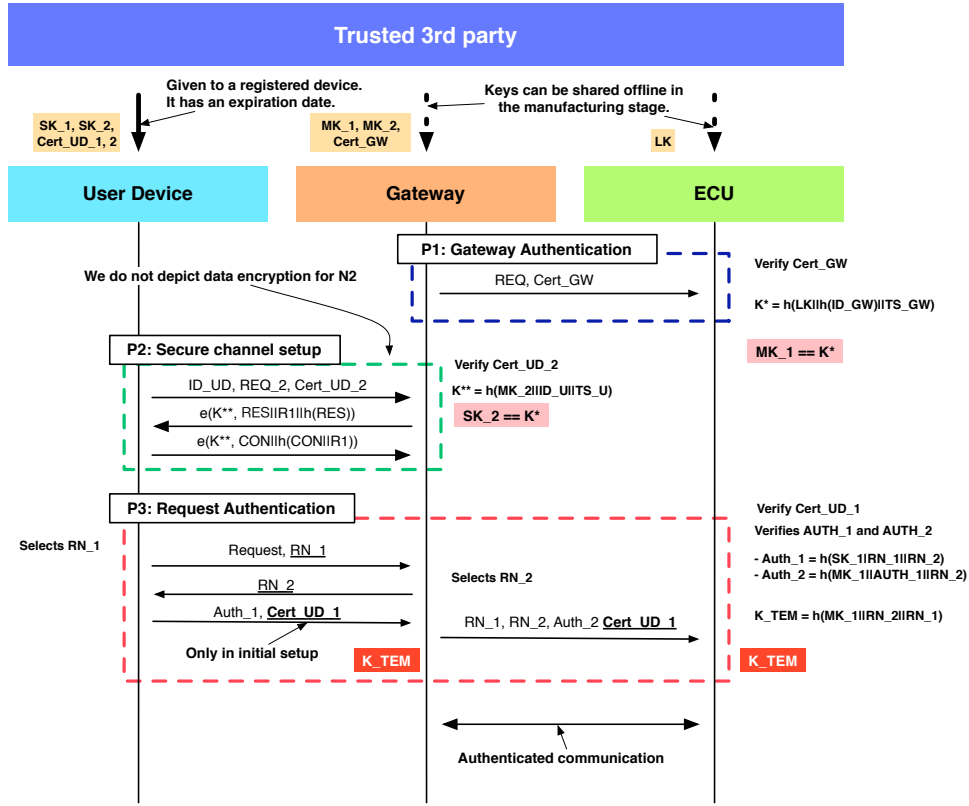 Trusted 3rd party
Given to a registered device.
It has an expiration date.
Keys can be shared offline in
the manufacturing stage.
SK_1, SK_2,
Cert_UD_1, 2
MK_1, MK_2,
Cert_GW
LK
User Device
Gateway
ECU
P1: Gateway Authentication
Verify Cert_GW
We do not depict data encryption for N2
REQ, Cert_GW
K* = h(LK||h(ID_GW)||TS_GW)
P2: Secure channel setup
MK_1 == K*
Verify Cert_UD_2
ID_UD, REQ_2, Cert_UD_2
K** = h(MK_2||ID_U||TS_U)
e(K**, RES||R1||h(RES))
SK_2 == K*
e(K**, CON||h(CON||R1))
P3: Request Authentication
Verify Cert_UD_1
Verifies AUTH_1 and AUTH_2
Selects RN_1
Request, RN_1
- Auth_1 = h(SK_1||RN_1||RN_2)
- Auth_2 = h(MK_1||AUTH_1||RN_2)
RN_2
Selects RN_2
Auth_1, Cert_UD_1
RN_1, RN_2, Auth_2 Cert_UD_1
K_TEM = h(MK_1||RN_2||RN_1)
Only in initial setup
K_TEM
K_TEM
Authenticated communication